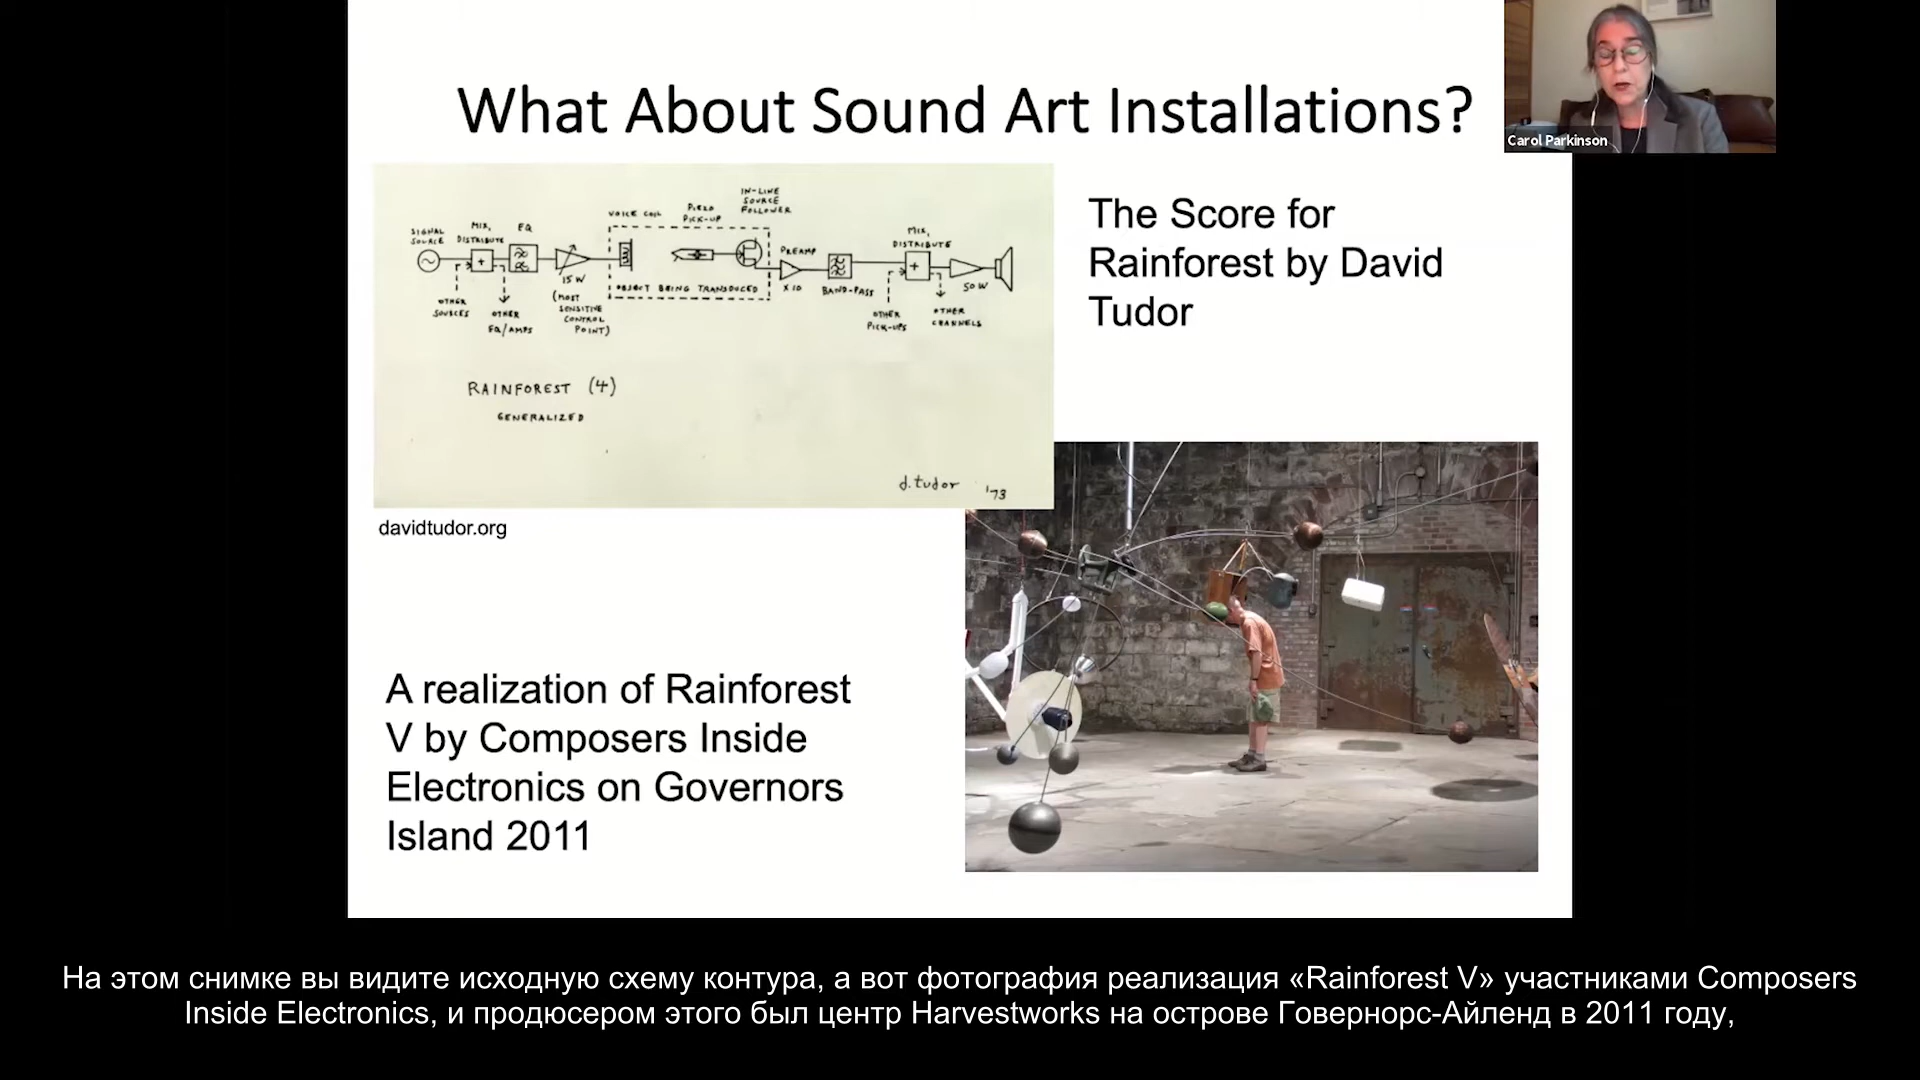 What About Sound Art Installations?
Carol Parkinson
SIGNAL
SOURCE
MIX,
DISTRIBUTE
EQ
VOICE COIL
PIEZO
PICK-UP
IN-LINE
SOURCE
FOLLOWER
PREAMP
MIX,
DISTRIBUTE
+
+
15 W
(MOST
SENSITIVE
CONTROL
POINT)
OBJECT BEING TRANSDUCED
X10
BAND-PASS
50 W
OTHER
SOURCES
OTHER
EQ/AMPS
OTHER
PICK-UPS
OTHER
CHANNELS
RAINFOREST (4)
GENERALIZED
d. tudor '73
davidtudor.org
The Score for
Rainforest by David
Tudor
A realization of Rainforest
V by Composers Inside
Electronics on Governors
Island 2011
На этом снимке вы видите исходную схему контура, а вот фотография реализация «Rainforest V» участниками Composers
Inside Electronics, и продюсером этого был центр Harvestworks на острове Говернорс-Айленд в 2011 году,